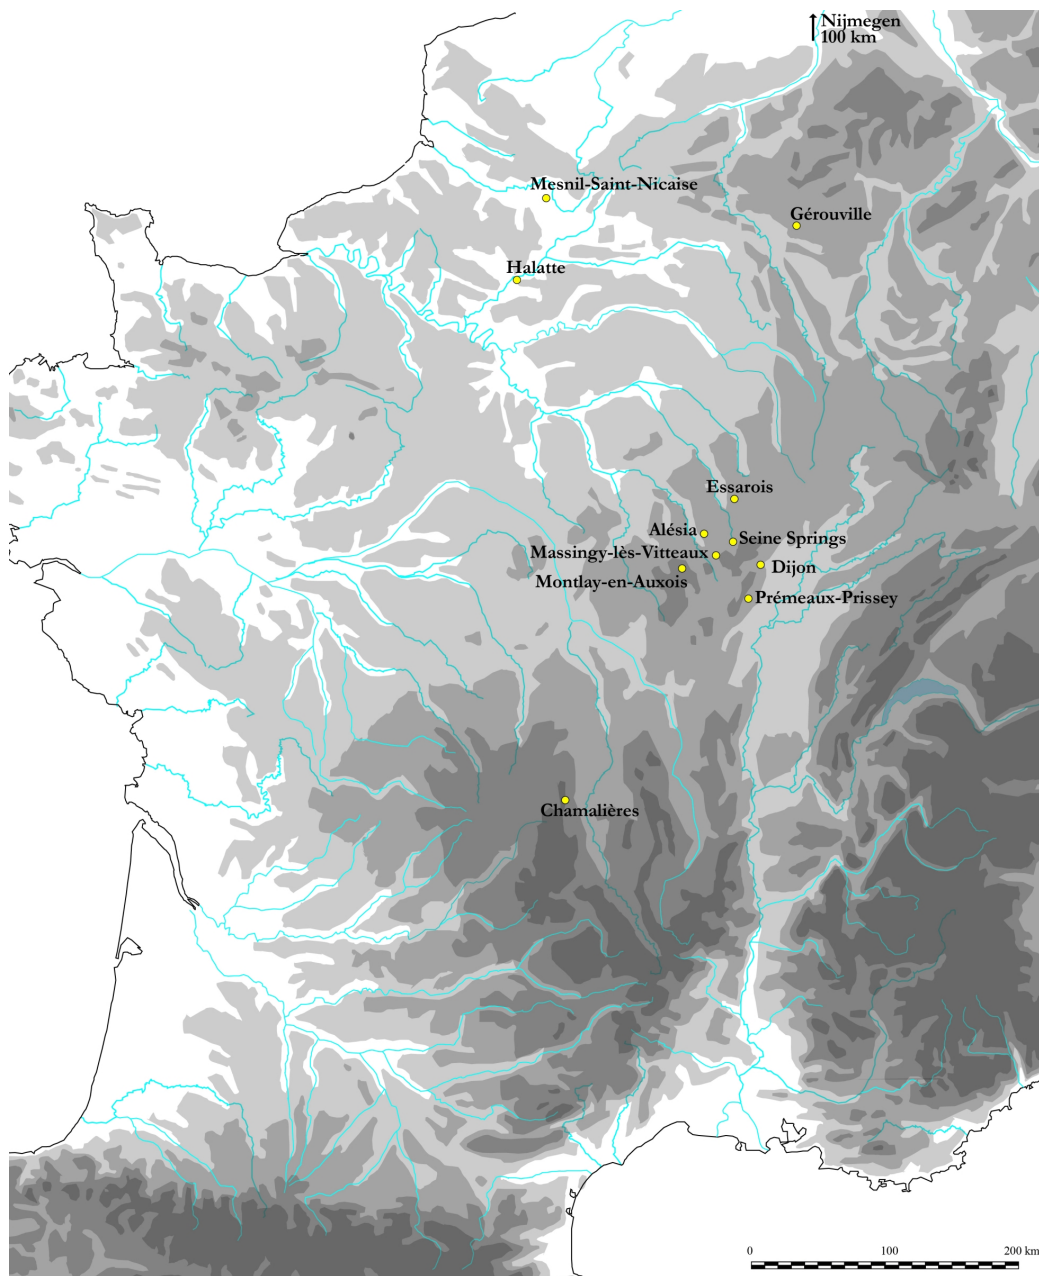 Nijmegen
100 km
Mesnil-Saint-Nicaise
Gérouville
Halatte
Essarois
Alésia
Seine Springs
Massingy-lès-Vitteaux
Dijon
Montlay-en-Auxois
Prémeaux-Prissey
Chamalières
0 100 200 km